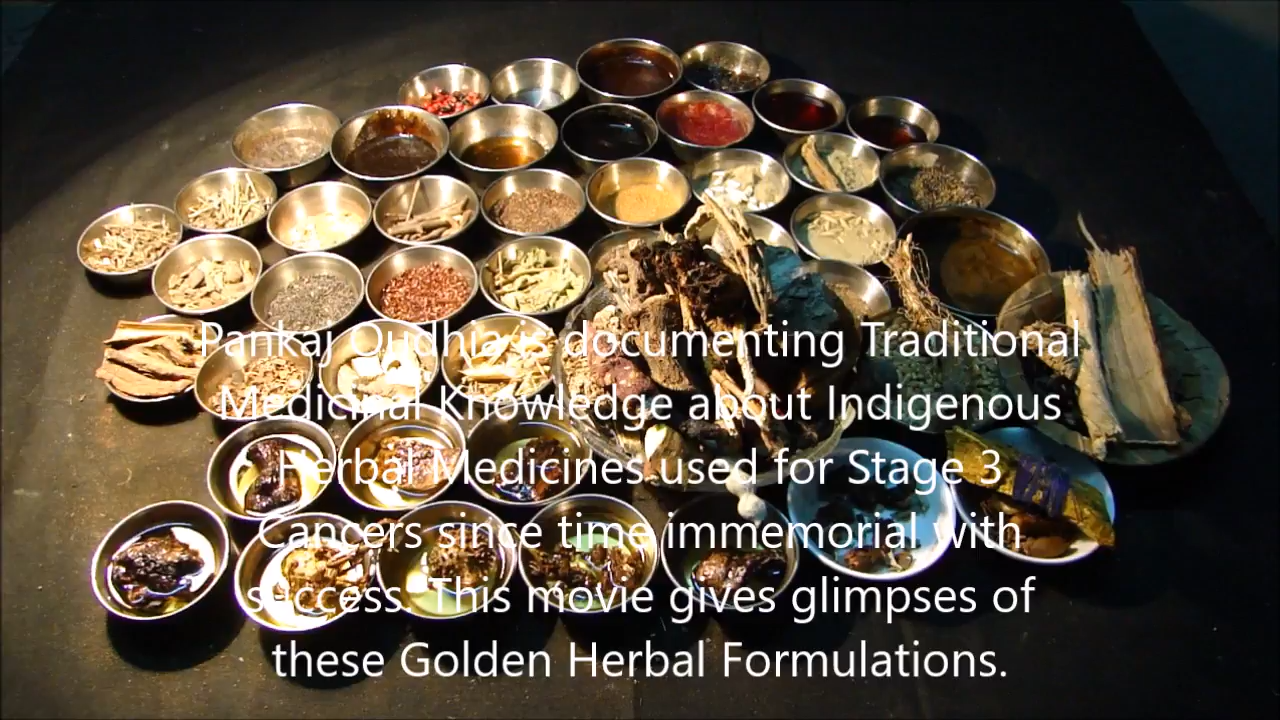 Pankaj Oudhia is documenting Traditional
Medicinal Knowledge about Indigenous
Herbal Medicines used for Stage 3
Cancers since time immemorial with
success. This movie gives glimpses of
these Golden Herbal Formulations.